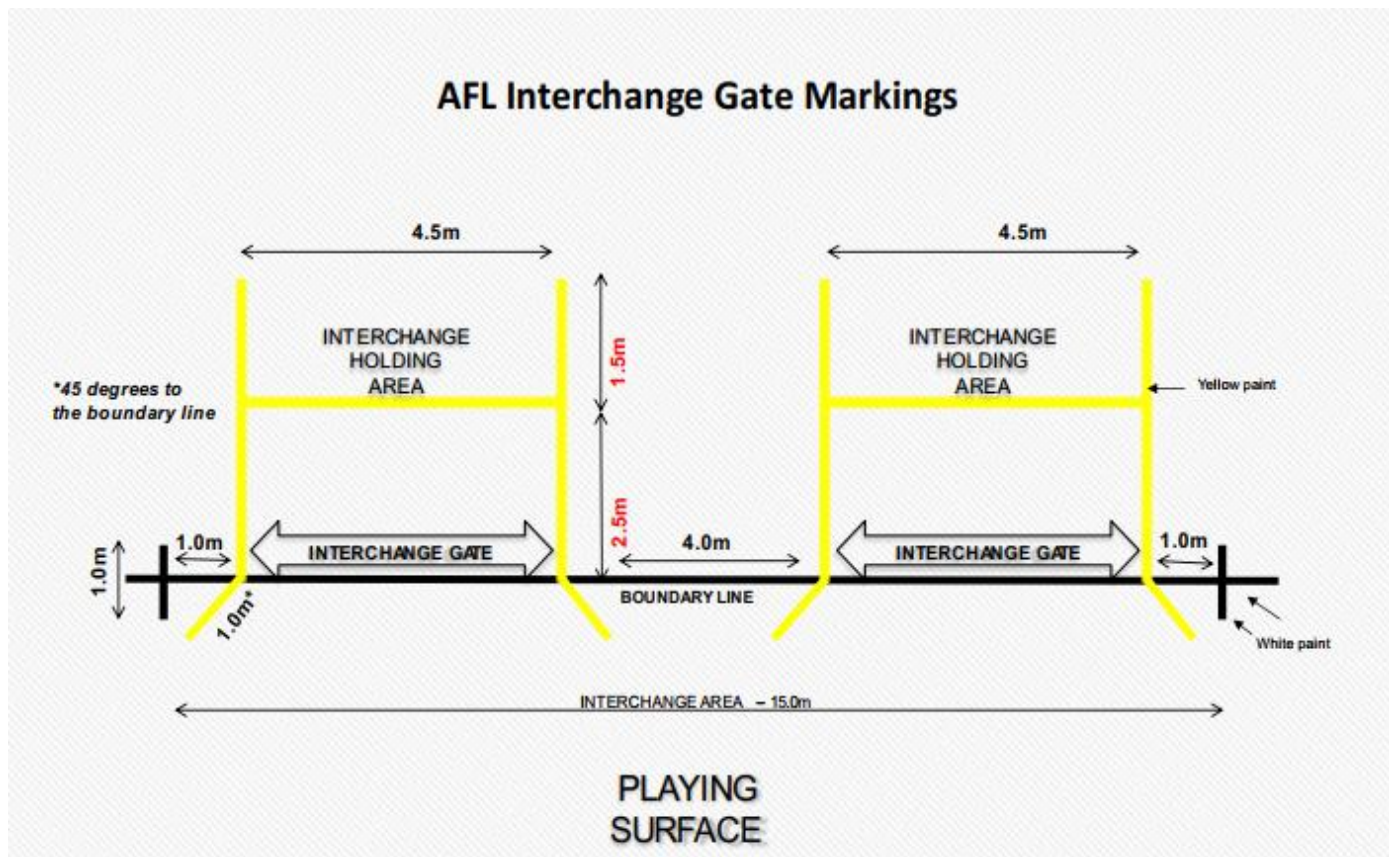 AFL Interchange Gate Markings
4.5m
4.5m
INTERCHANGE
HOLDING
AREA
1.5m
INTERCHANGE
HOLDING
AREA
*45 degrees to
the boundary line
Yellow paint
1.0m
1.0m
INTERCHANGE GATE
2.5m
4.0m
INTERCHANGE GATE
1.0m
1.0m*
BOUNDARY LINE
White paint
INTERCHANGE AREA – 15.0m
PLAYING
SURFACE